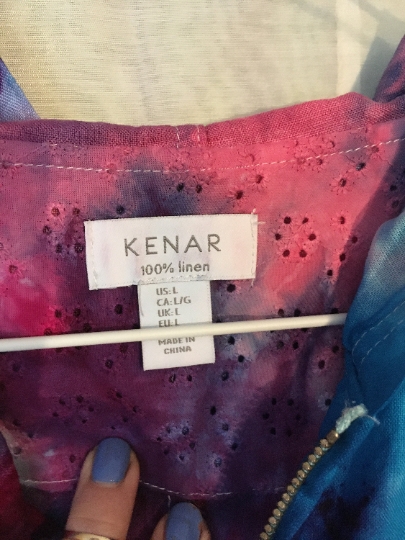 KENAR
100% linen
US: L
CA: L/G
UK: L
EU: L
MADE IN
CHINA